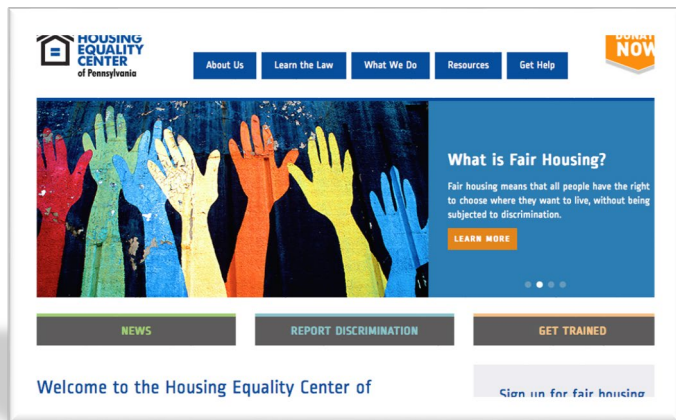 HOUSING
EQUALITY
CENTER
of Pennsylvania
About Us
Learn the Law
What We Do
Resources
Get Help
DONATE
NOW
What is Fair Housing?
Fair housing means that all people have the right
to choose where they want to live, without being
subjected to discrimination.
LEARN MORE
NEWS
REPORT DISCRIMINATION
GET TRAINED
Welcome to the Housing Equality Center of
Sign up for fair housing